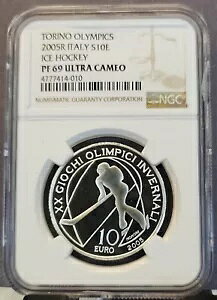 TORINO OLYMPICS
2005R ITALY S10E
ICE HOCKEY
PF 69 ULTRA CAMEO
4777414-010
NGC
NUMISMATIC GUARANTY CORPORATION
XX GIOCHI OLIMPICI INVERNALI
10
EURO
2005